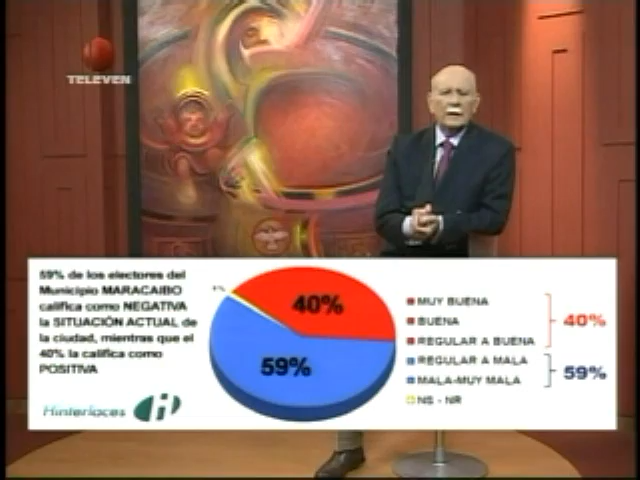 TELEVEN
59% de los electores del
Municipio MARACAIBO
califica como NEGATIVA
la SITUACIÓN ACTUAL de
la ciudad, mientras que el
40% la califica como
POSITIVA
40%
59%
MUY BUENA
BUENA
REGULAR A BUENA
40%
REGULAR A MALA
MALA-MUY MALA
59%
NS - NR
Hinterlaces